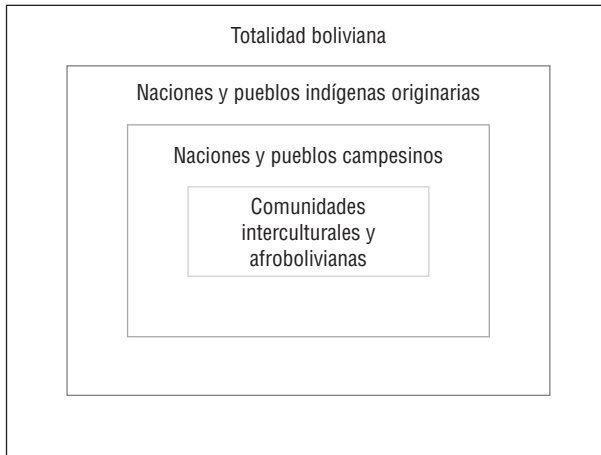 Totalidad boliviana
Naciones y pueblos indígenas originarias
Naciones y pueblos campesinos
Comunidades
interculturales y
afrobolivianas